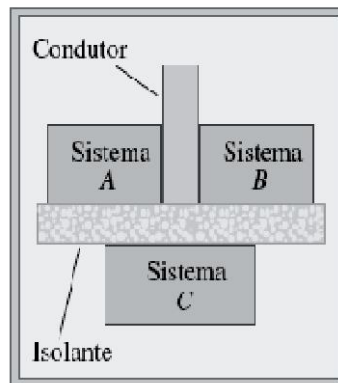 Condutor
Sistema
A
Sistema
B
Sistema
C
Isolante